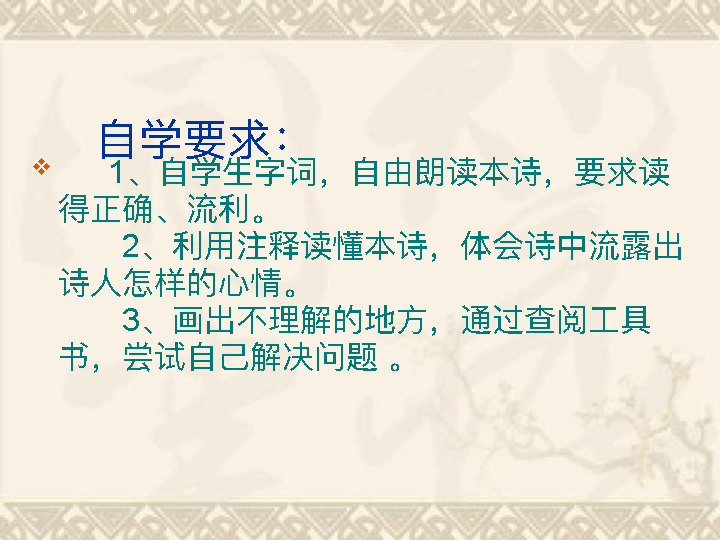 自学要求：
1、自学生字词，自由朗读本诗，要求读
得正确、流利。
2、利用注释读懂本诗，体会诗中流露出
诗人怎样的心情。
3、画出不理解的地方，通过查阅工具
书，尝试自己解决问题 。